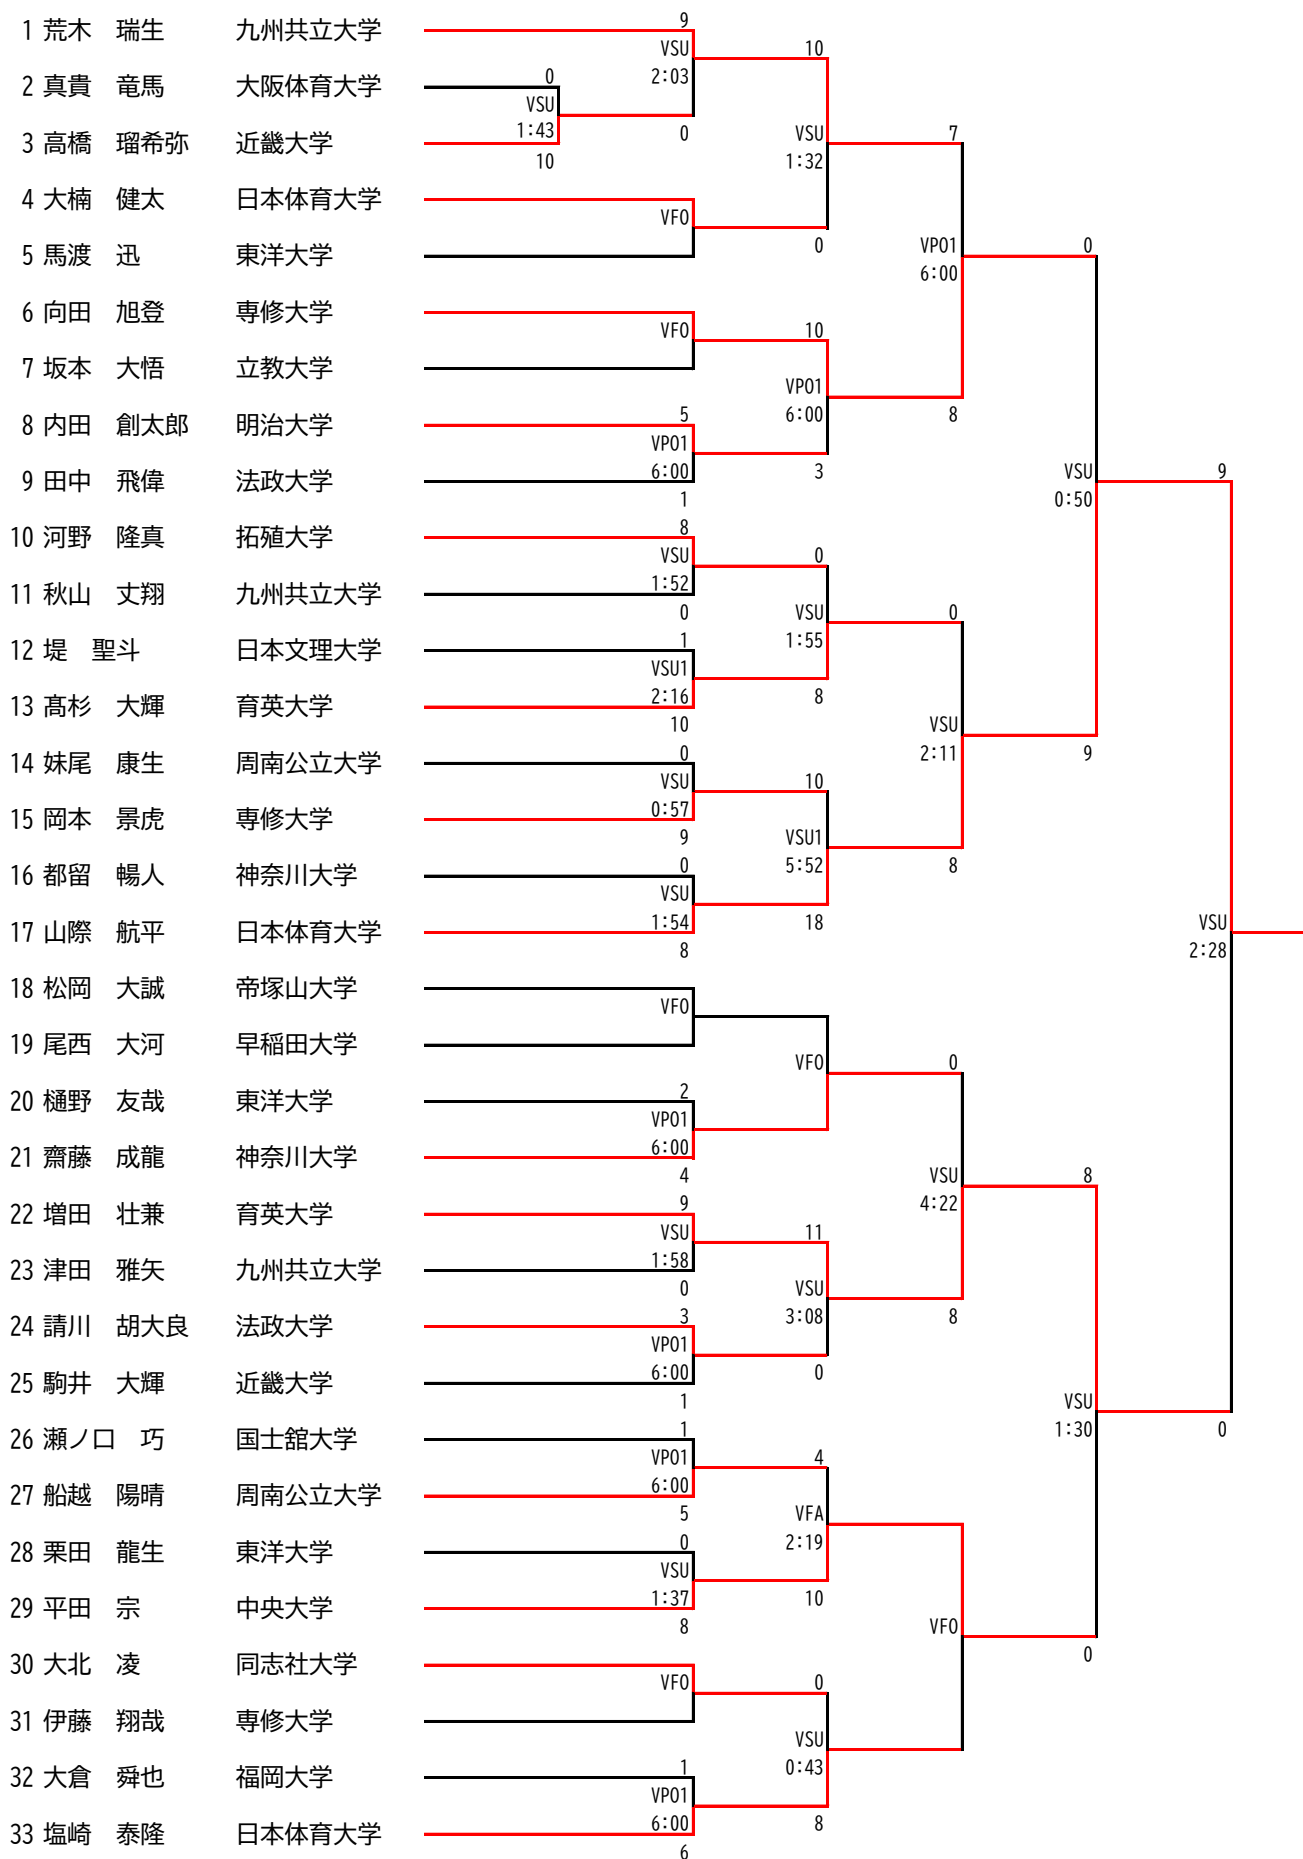 1 荒木　瑞生　九州共立大学
2 真貴　竜馬　大阪体育大学
3 高橋　瑠希弥　近畿大学
4 大楠　健太　日本体育大学
5 馬渡　迅　東洋大学
6 向田　旭登　専修大学
7 坂本　大悟　立教大学
8 内田　創太郎　明治大学
9 田中　飛偉　法政大学
10 河野　隆真　拓殖大学
11 秋山　丈翔　九州共立大学
12 堤　聖斗　日本文理大学
13 髙杉　大輝　育英大学
14 妹尾　康生　周南公立大学
15 岡本　景虎　専修大学
16 都留　暢人　神奈川大学
17 山際　航平　日本体育大学
18 松岡　大誠　帝塚山大学
19 尾西　大河　早稲田大学
20 樋野　友哉　東洋大学
21 齋藤　成龍　神奈川大学
22 増田　壮兼　育英大学
23 津田　雅矢　九州共立大学
24 請川　胡大良　法政大学
25 駒井　大輝　近畿大学
26 瀬ノ口　巧　国士舘大学
27 船越　陽晴　周南公立大学
28 栗田　龍生　東洋大学
29 平田　宗　中央大学
30 大北　凌　同志社大学
31 伊藤　翔哉　専修大学
32 大倉　舜也　福岡大学
33 塩崎　泰隆　日本体育大学
0
VSU
1:43
10
9
VSU
2:03
0
VFO
VFO
5
VPO1
6:00
1
8
VSU
1:52
0
1
VSU1
2:16
10
0
VSU
0:57
9
0
VSU
1:54
8
VFO
2
VPO1
6:00
4
9
VSU
1:58
0
3
VPO1
6:00
1
1
VPO1
6:00
5
0
VSU
1:37
8
VFO
1
VPO1
6:00
6
10
VSU
1:32
0
10
VPO1
6:00
3
0
VSU
1:55
8
10
VSU1
5:52
18
VFO
11
VSU
3:08
0
4
VFA
2:19
10
0
VSU
0:43
8
7
VPO1
6:00
8
0
VSU
2:11
8
0
VSU
4:22
8
VFO
0
VSU
0:50
9
8
VSU
1:30
0
9
VSU
2:28
0